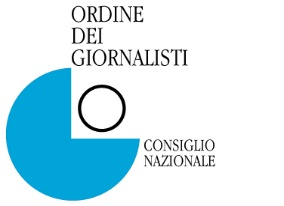 ORDINE
DEI
GIORNALISTI
CONSIGLIO
NAZIONALE